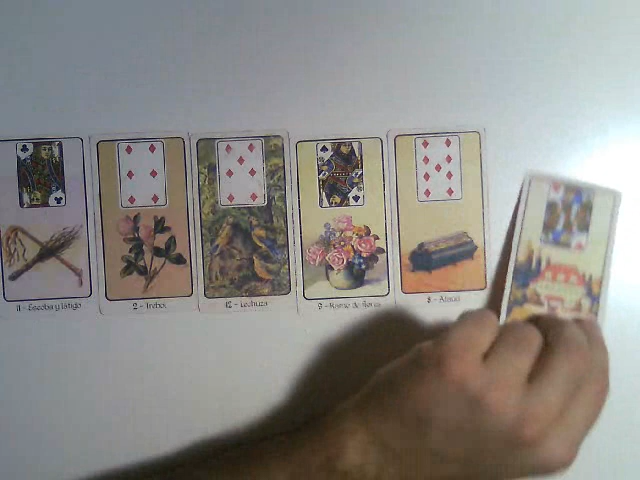 11 - Escoba y látigo
2 - Trébol
12 - Lechuza
9 - Ramo de flores
8 - Ataúd